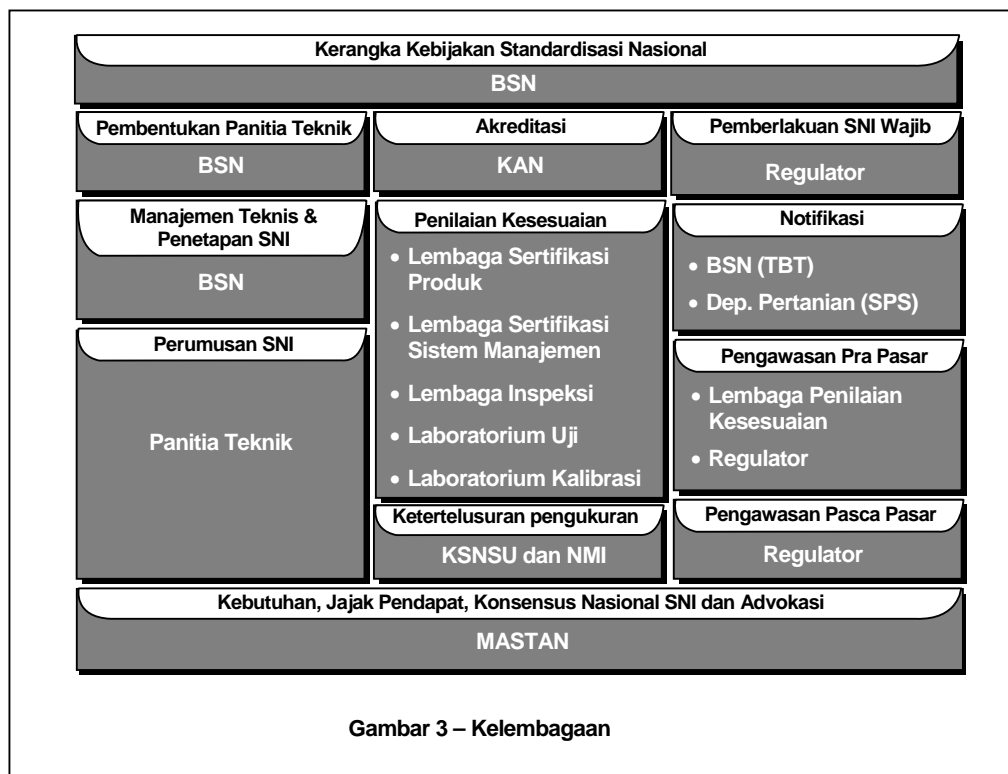 Kerangka Kebijakan Standardisasi Nasional
BSN
Pembentukan Panitia Teknik
BSN
Manajemen Teknis &
Penetapan SNI
BSN
Perumusan SNI
Panitia Teknik
Akreditasi
KAN
Penilaian Kesesuaian
• Lembaga Sertifikasi
Produk
• Lembaga Sertifikasi
Sistem Manajemen
• Lembaga Inspeksi
• Laboratorium Uji
• Laboratorium Kalibrasi
Ketertelusuran pengukuran
KSNSU dan NMI
Pemberlakuan SNI Wajib
Regulator
Notifikasi
• BSN (TBT)
• Dep. Pertanian (SPS)
Pengawasan Pra Pasar
• Lembaga Penilaian
Kesesuaian
• Regulator
Pengawasan Pasca Pasar
Regulator
Kebutuhan, Jajak Pendapat, Konsensus Nasional SNI dan Advokasi
MASTAN
Gambar 3 – Kelembagaan